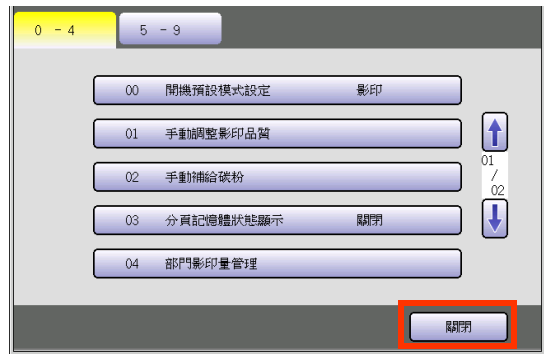 0 - 4
5 - 9
00 開機預設模式設定 影印
01 手動調整影印品質
02 手動補給碳粉
03 分頁記憶體狀態顯示 關閉
04 部門影印量管理
01
/
02
關閉